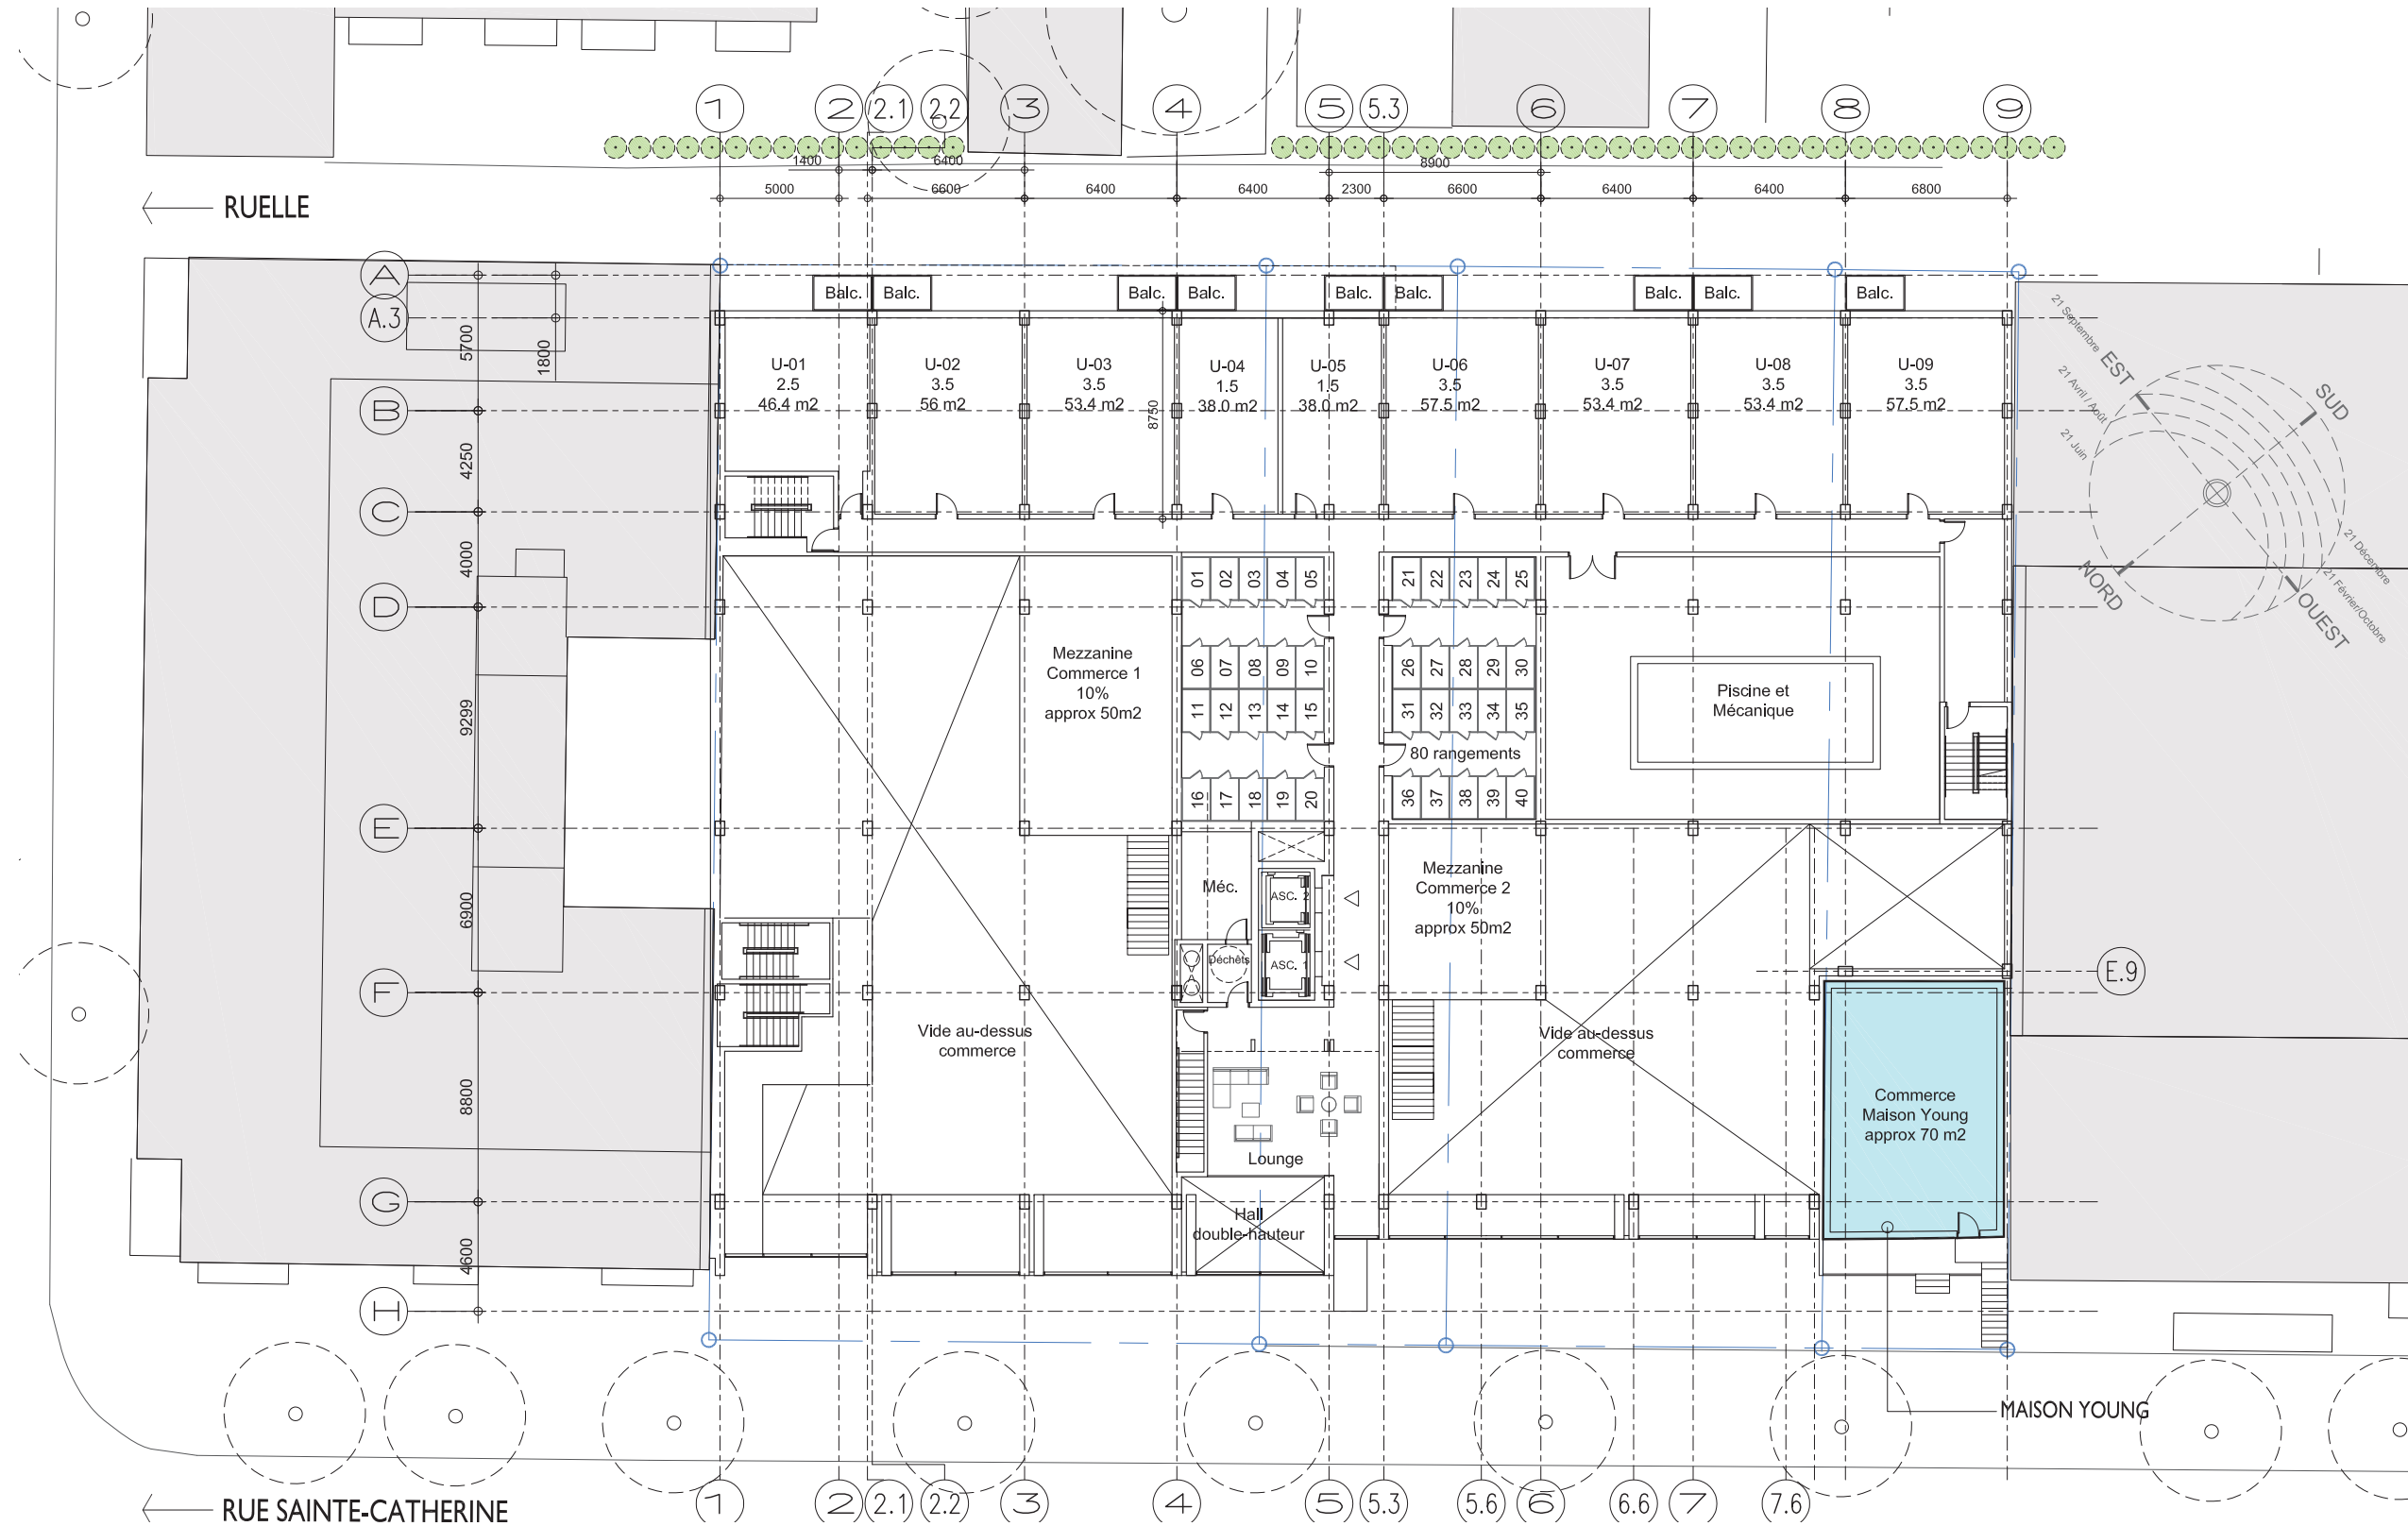 1 2 2.1 2.2 3 4 5 5.3 6 7 8 9
1400 6400 8900
5000 6600 6400 6400 2300 6600 6400 6400 6800
RUELLE
A
A.3
B
C
D
E
F
G
H
5700
1800
4250
4000
9299
6900
8800
4600
8750
Balc. Balc. Balc. Balc. Balc. Balc. Balc. Balc. Balc.
U-01
2.5
46.4 m2
U-02
3.5
56 m2
U-03
3.5
53.4 m2
U-04
1.5
38.0 m2
U-05
1.5
38.0 m2
U-06
3.5
57.5 m2
U-07
3.5
53.4 m2
U-08
3.5
53.4 m2
U-09
3.5
57.5 m2
21 Septembre
EST
21 Avril / Août
21 Juin
SUD
NORD
OUEST
21 Décembre
21 Février/Octobre
01 02 03 04 05
21 22 23 24 25
06 07 08 09 10
26 27 28 29 30
11 12 13 14 15
31 32 33 34 35
80 rangements
16 17 18 19 20
36 37 38 39 40
Mezzanine
Commerce 1
10%
approx 50m2
Piscine et
Mécanique
Méc.
ASC. 2
Déchêts
ASC. 1
Mezzanine
Commerce 2
10%
approx 50m2
E.9
Vide au-dessus
commerce
Vide au-dessus
commerce
Commerce
Maison Young
approx 70 m2
Lounge
Hall
double-hauteur
MAISON YOUNG
RUE SAINTE-CATHERINE
1 2 2.1 2.2 3 4 5 5.3 5.6 6 6.6 7 7.6